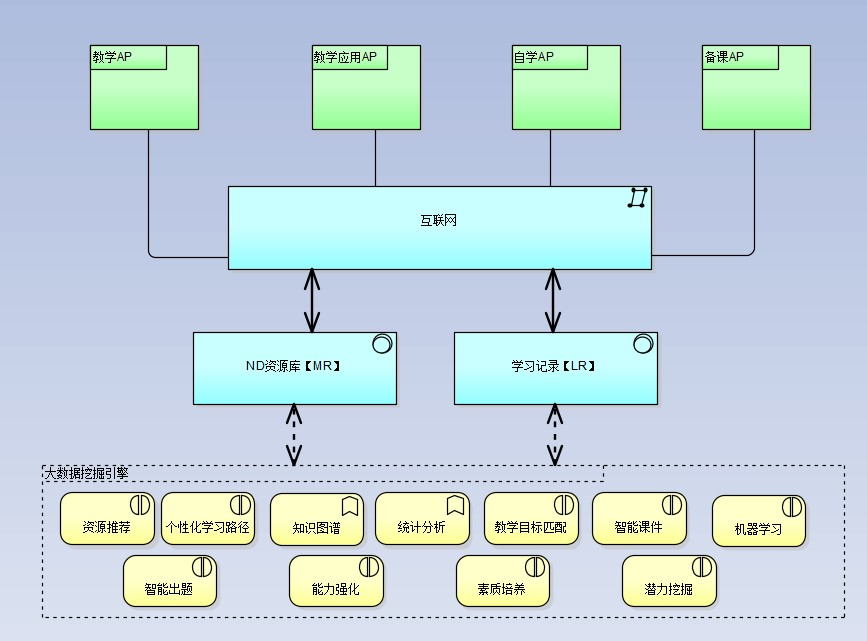 教学AP
教学应用AP
自学AP
备课AP
互联网
ND资源库【MR】
学习记录【LR】
大数据挖掘引擎
资源推荐
个性化学习路径
知识图谱
统计分析
教学目标匹配
智能课件
机器学习
智能出题
能力强化
素质培养
潜力挖掘